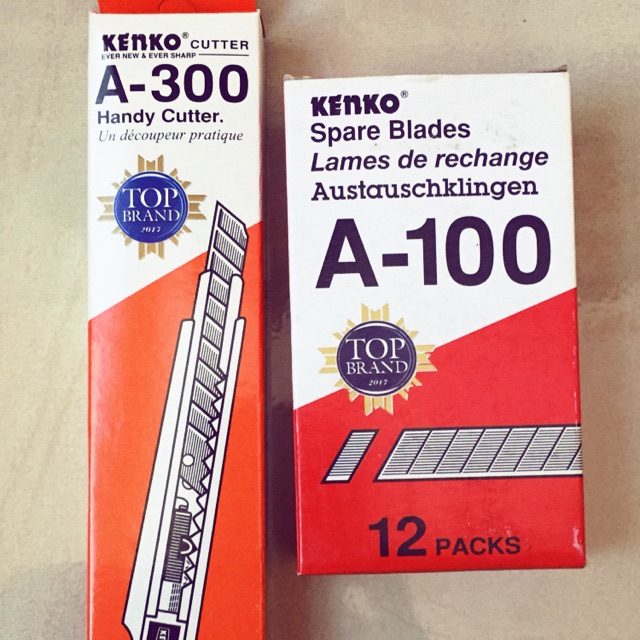 KENKO® CUTTER
EVER NEW & EVER SHARP
A-300
Handy Cutter.
Un découpeur pratique
TOP
BRAND
2017
KENKO®
Spare Blades
Lames de rechange
Austauschklingen
A-100
TOP
BRAND
2017
12 PACKS